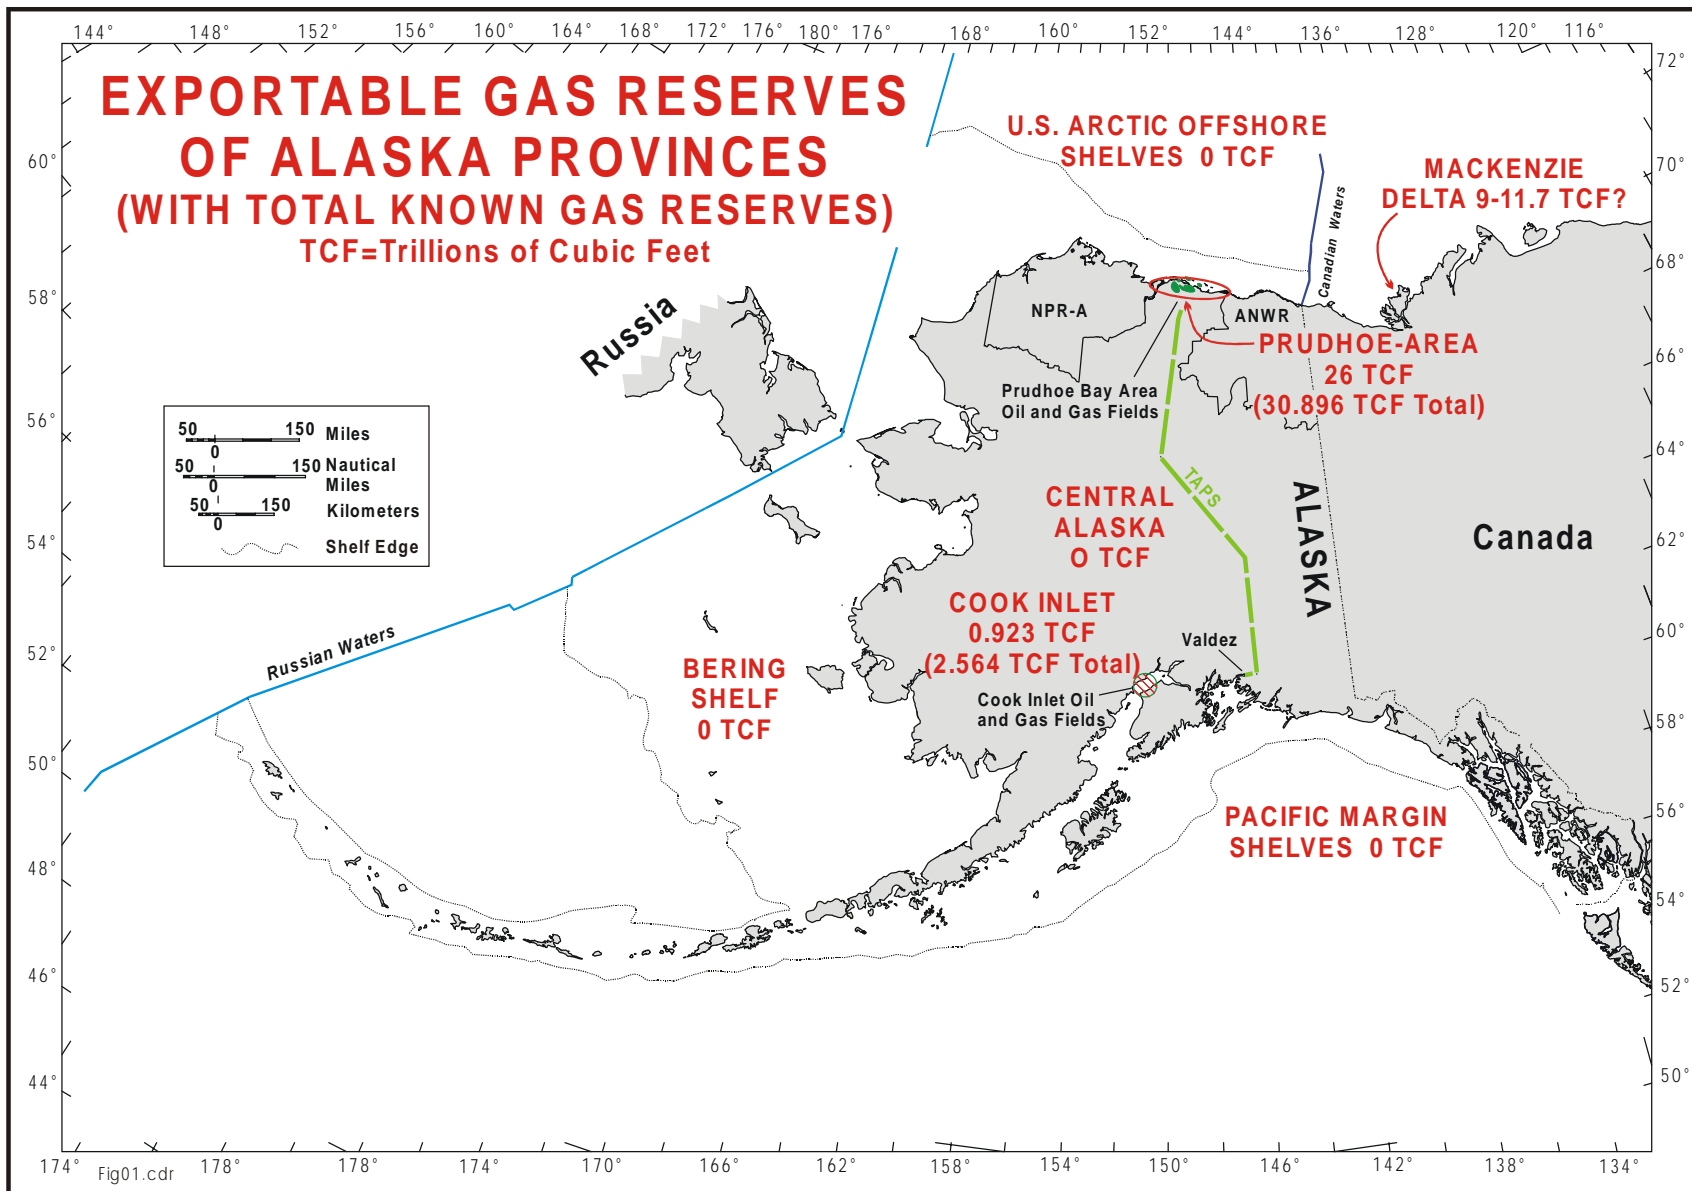 144° 148° 152° 156° 160° 164° 168° 172° 176° 180° 176° 168° 160° 152° 144° 136° 128° 120° 116°
EXPORTABLE GAS RESERVES
OF ALASKA PROVINCES
(WITH TOTAL KNOWN GAS RESERVES)
TCF=Trillions of Cubic Feet
U.S. ARCTIC OFFSHORE
SHELVES 0 TCF
MACKENZIE
DELTA 9-11.7 TCF?
Canadian Waters
Russia
NPR-A
ANWR
PRUDHOE-AREA
26 TCF
(30.896 TCF Total)
Prudhoe Bay Area
Oil and Gas Fields
50 150 Miles
0
50 150 Nautical
0 Miles
50 150 Kilometers
0
Shelf Edge
TAPS
CENTRAL
ALASKA
O TCF
ALASKA
Canada
COOK INLET
0.923 TCF
(2.564 TCF Total)
Valdez
Cook Inlet Oil
and Gas Fields
Russian Waters
BERING
SHELF
0 TCF
PACIFIC MARGIN
SHELVES 0 TCF
60°
58°
56°
54°
52°
50°
48°
46°
44°
72°
70°
68°
66°
64°
62°
60°
58°
56°
54°
52°
50°
174° 178° 178° 170° 166° 162° 158° 154° 150° 146° 142° 138° 134°
Fig01.cdr